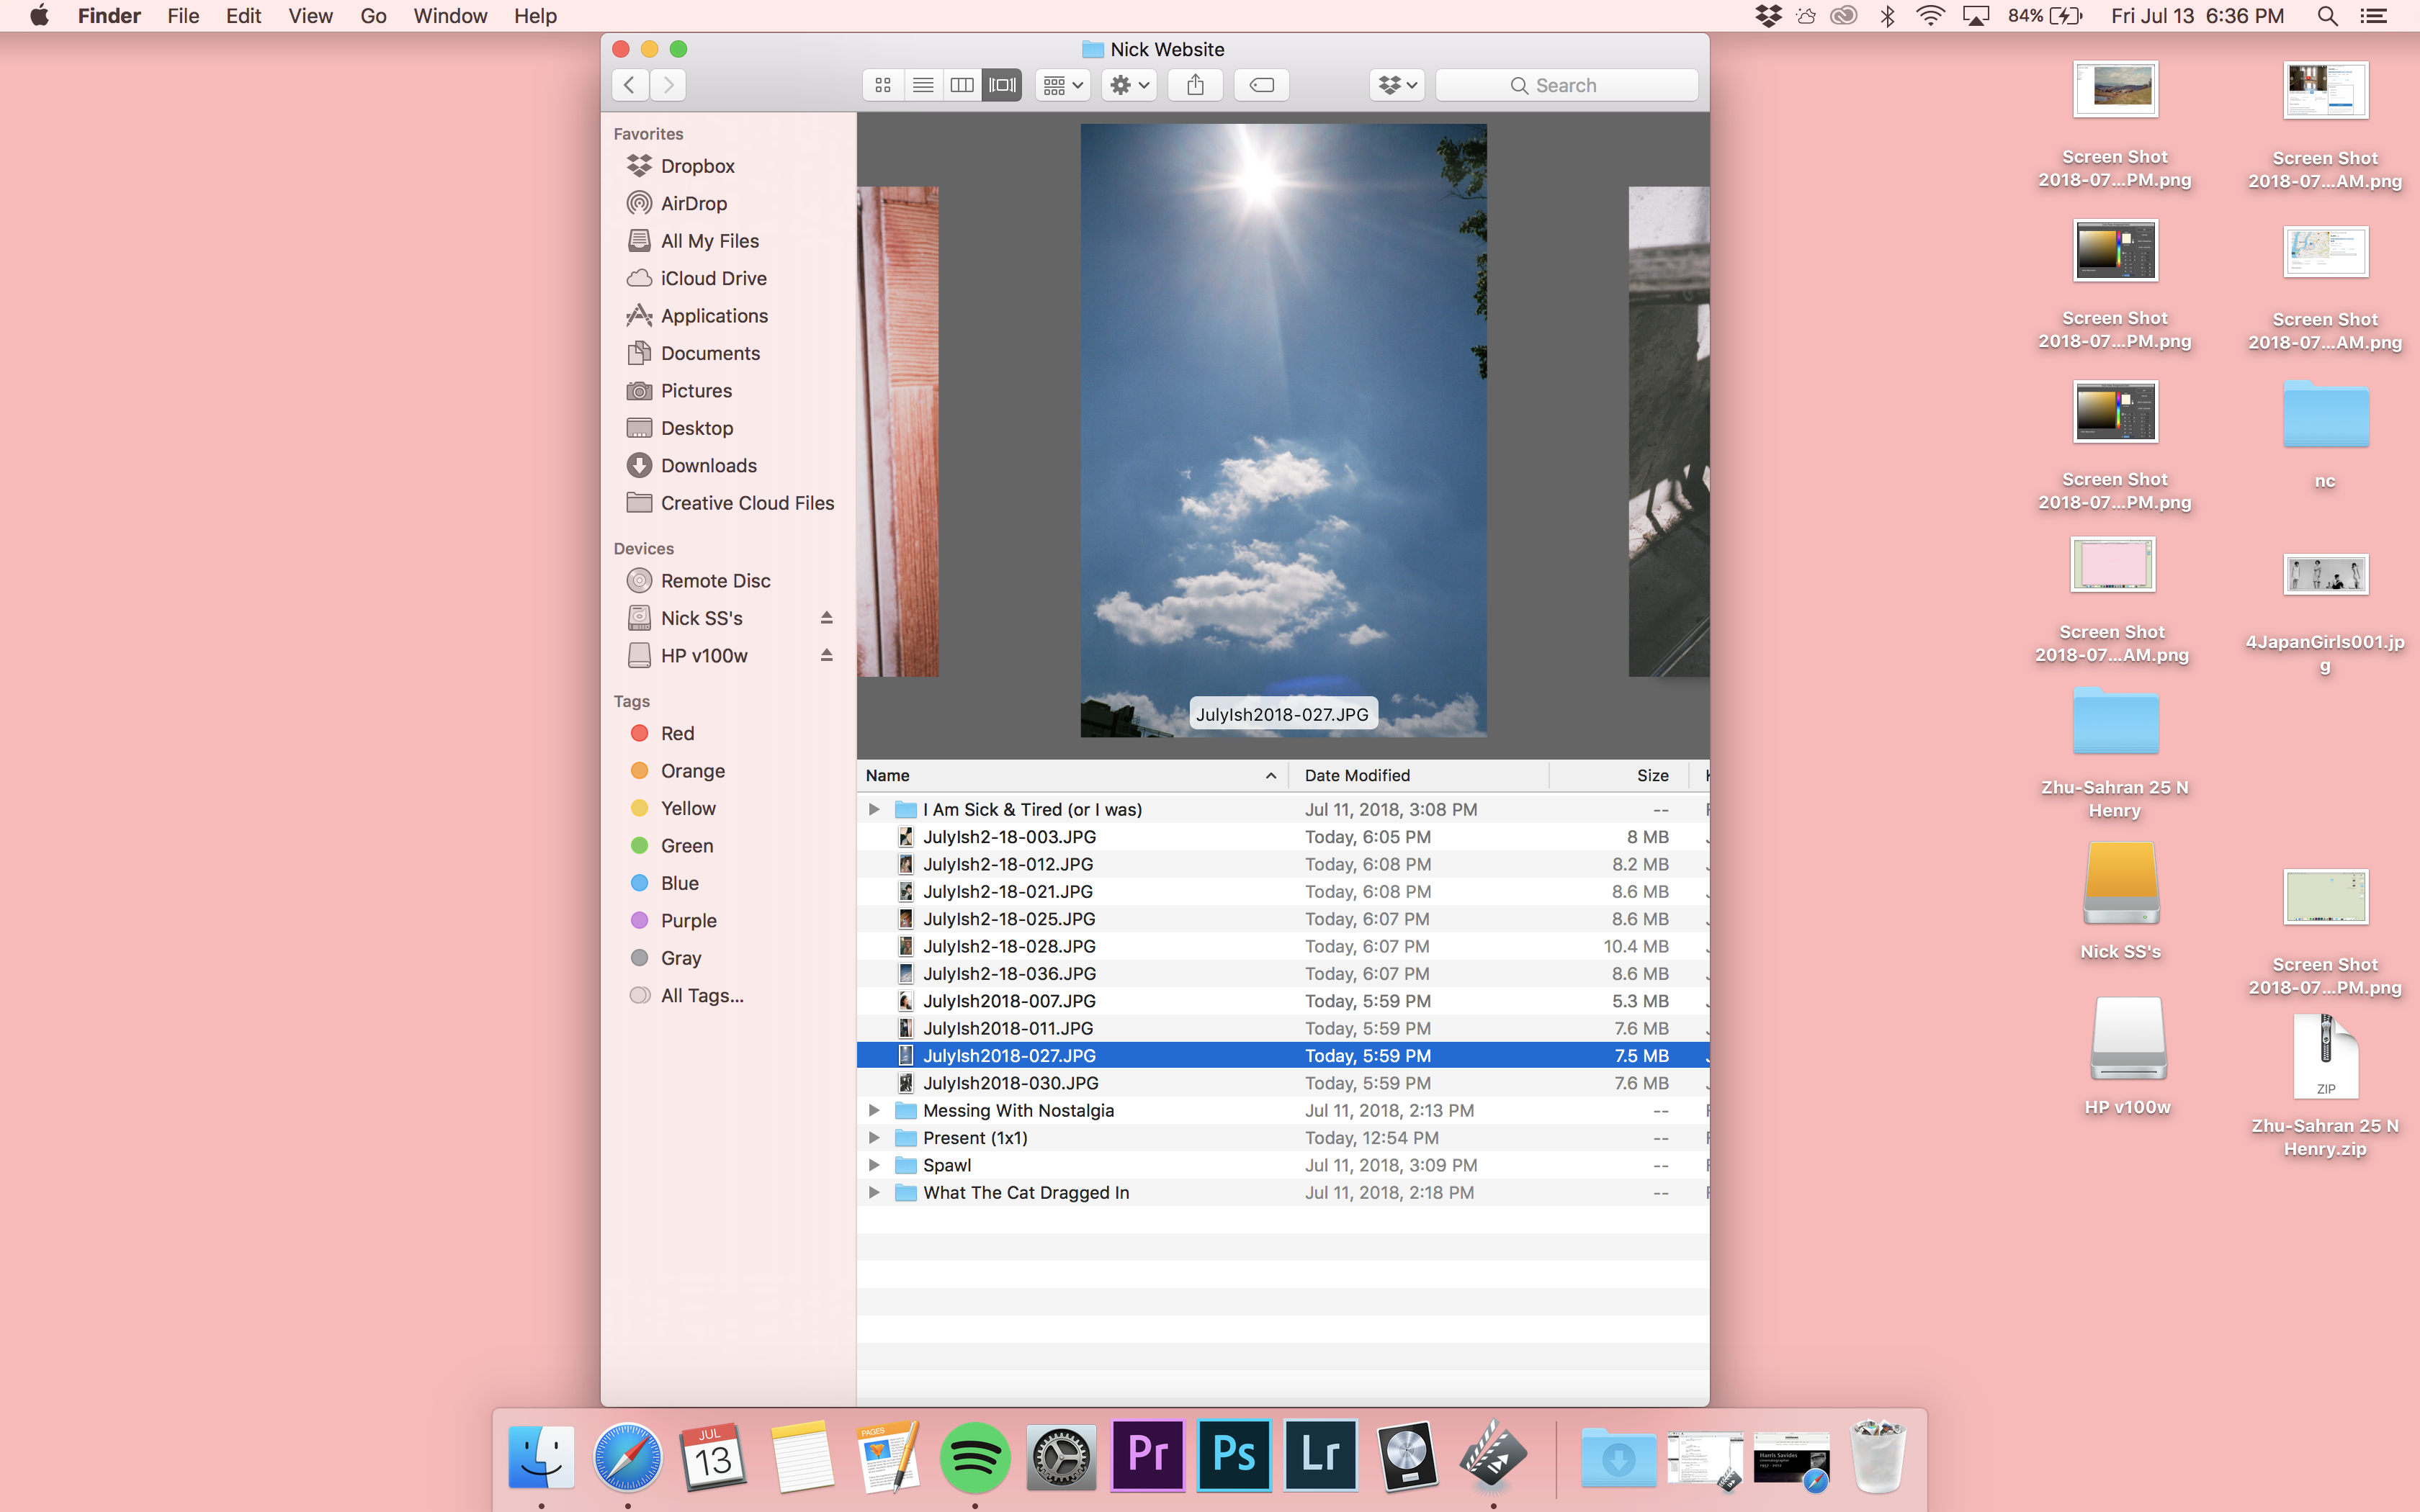 Finder File Edit View Go Window Help
84% Fri Jul 13 6:36 PM
Nick Website
Search
Favorites
Dropbox
AirDrop
All My Files
iCloud Drive
Applications
Documents
Pictures
Desktop
Downloads
Creative Cloud Files
Devices
Remote Disc
Nick SS's
HP v100w
Tags
Red
Orange
Yellow
Green
Blue
Purple
Gray
All Tags...
JulyIsh2018-027.JPG
Name Date Modified Size
I Am Sick & Tired (or I was) Jul 11, 2018, 3:08 PM --
JulyIsh2-18-003.JPG Today, 6:05 PM 8 MB
JulyIsh2-18-012.JPG Today, 6:08 PM 8.2 MB
JulyIsh2-18-021.JPG Today, 6:08 PM 8.6 MB
JulyIsh2-18-025.JPG Today, 6:07 PM 8.6 MB
JulyIsh2-18-028.JPG Today, 6:07 PM 10.4 MB
JulyIsh2-18-036.JPG Today, 6:07 PM 8.6 MB
JulyIsh2018-007.JPG Today, 5:59 PM 5.3 MB
JulyIsh2018-011.JPG Today, 5:59 PM 7.6 MB
JulyIsh2018-027.JPG Today, 5:59 PM 7.5 MB
JulyIsh2018-030.JPG Today, 5:59 PM 7.6 MB
Messing With Nostalgia Jul 11, 2018, 2:13 PM --
Present (1x1) Today, 12:54 PM --
Spawl Jul 11, 2018, 3:09 PM --
What The Cat Dragged In Jul 11, 2018, 2:18 PM --
Screen Shot
2018-07...PM.png
Screen Shot
2018-07...AM.png
Screen Shot
2018-07...PM.png
Screen Shot
2018-07...AM.png
Screen Shot
2018-07...PM.png
nc
Screen Shot
2018-07...AM.png
4JapanGirls001.jp
g
Zhu-Sahran 25 N
Henry
Nick SS's
Screen Shot
2018-07...PM.png
HP v100w
ZIP
Zhu-Sahran 25 N
Henry.zip
JUL
13
PAGES
Pr
Ps
Lr
Harris Savides